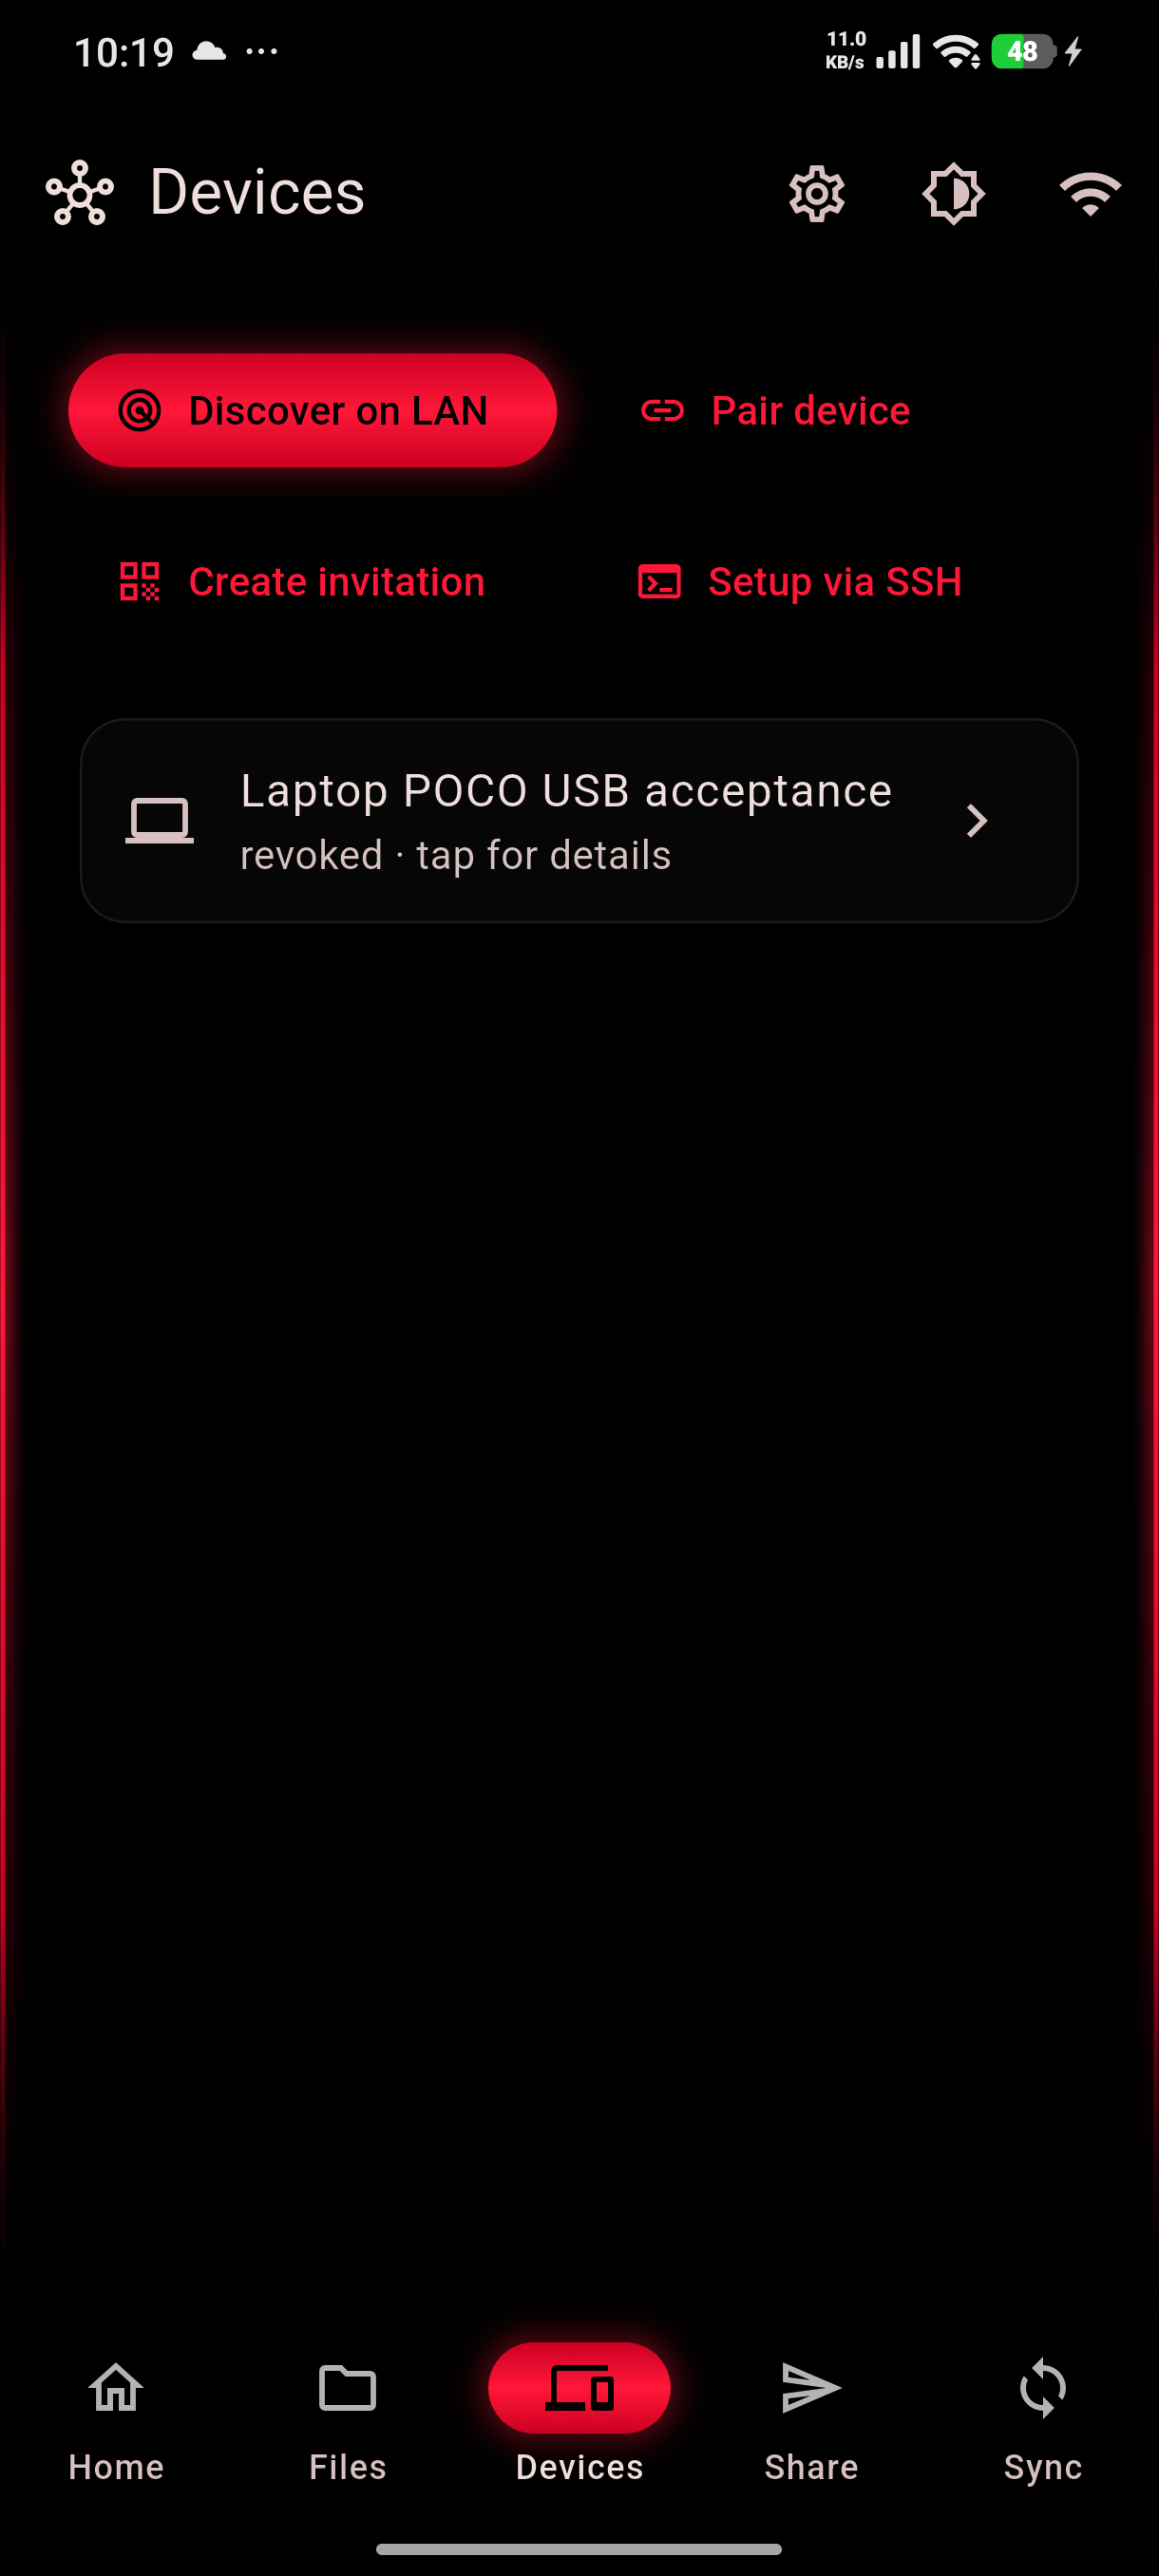 10:19
11.0
KB/s
48
Devices
Discover on LAN
Pair device
Create invitation
Setup via SSH
Laptop POCO USB acceptance
revoked · tap for details
Home
Files
Devices
Share
Sync